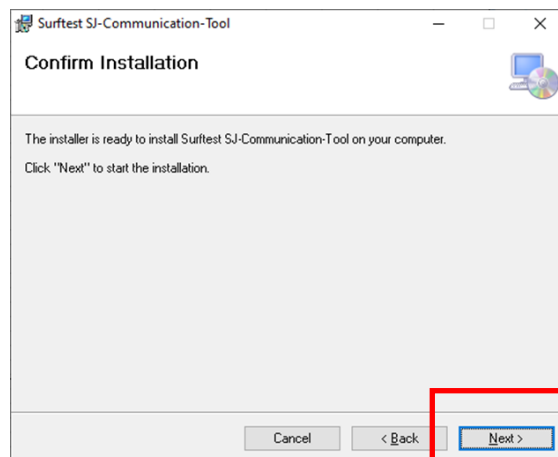 Surftest SJ-Communication-Tool
Confirm Installation
The installer is ready to install Surftest SJ-Communication-Tool on your computer.
Click "Next" to start the installation.
Cancel
< Back
Next >